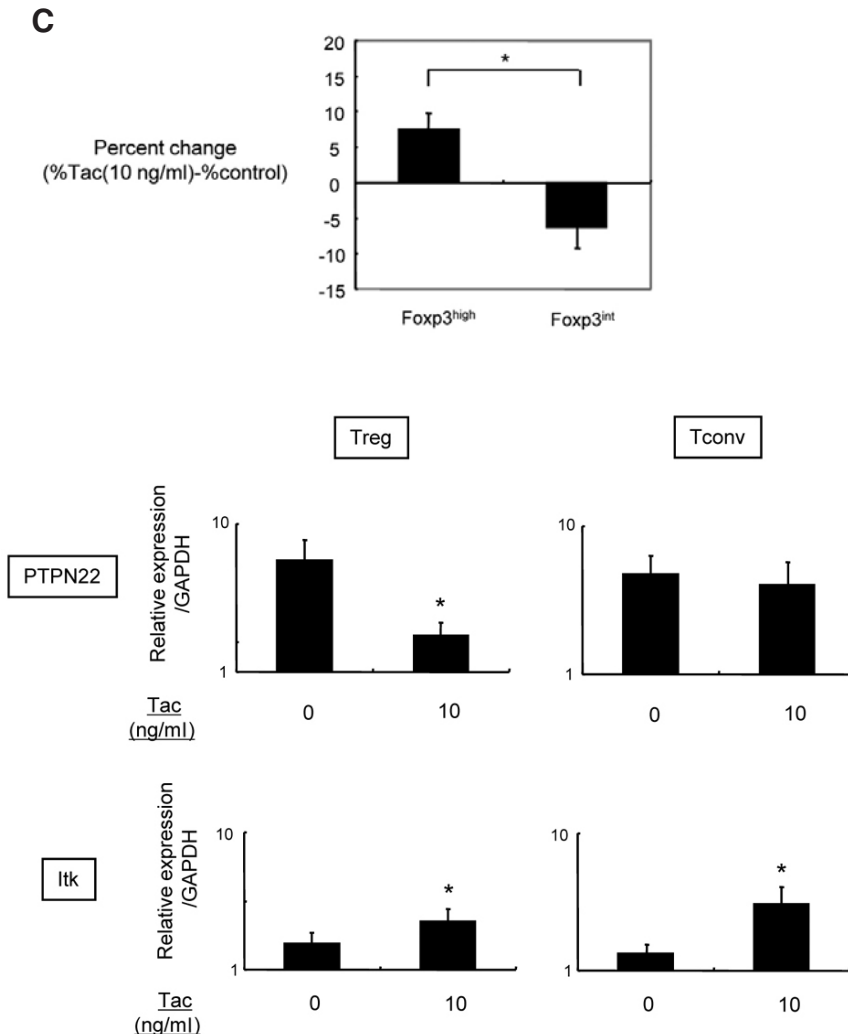 C
20
15
10
5
0
-5
-10
-15
*
Percent change
(%Tac(10 ng/ml)-%control)
Foxp3high
Foxp3int
Treg
Tconv
PTPN22
Relative expression
/GAPDH
10
1
*
10
1
Tac
(ng/ml)
0
10
0
10
Itk
Relative expression
/GAPDH
10
1
*
10
1
*
Tac
(ng/ml)
0
10
0
10